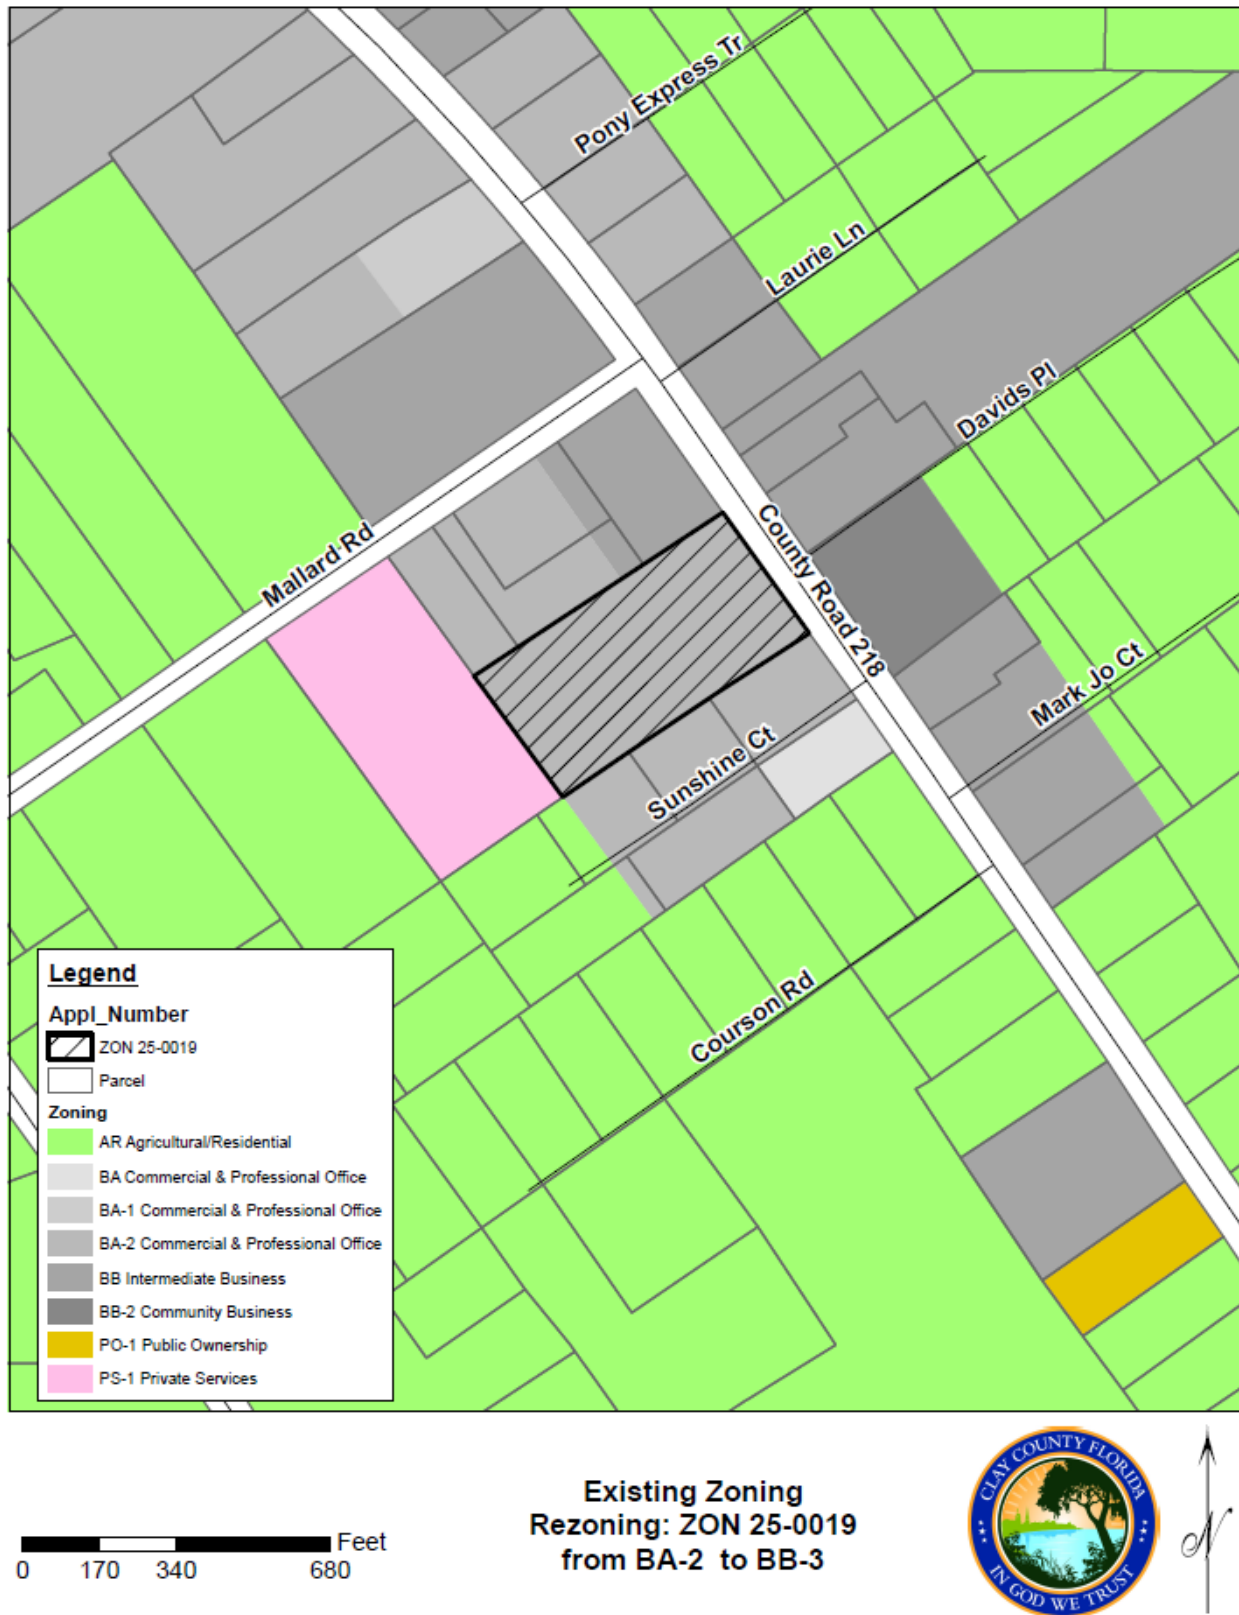 Pony Express Tr
Laurie Ln
Davids Pl
Mallard Rd
County Road 218
Mark Jo Ct
Sunshine Ct
Courson Rd
Legend
Appl_Number
ZON 25-0019
Parcel
Zoning
AR Agricultural/Residential
BA Commercial & Professional Office
BA-1 Commercial & Professional Office
BA-2 Commercial & Professional Office
BB Intermediate Business
BB-2 Community Business
PO-1 Public Ownership
PS-1 Private Services
Feet
0 170 340 680
Existing Zoning
Rezoning: ZON 25-0019
from BA-2 to BB-3
CLAY COUNTY FLORIDA
IN GOD WE TRUST
N